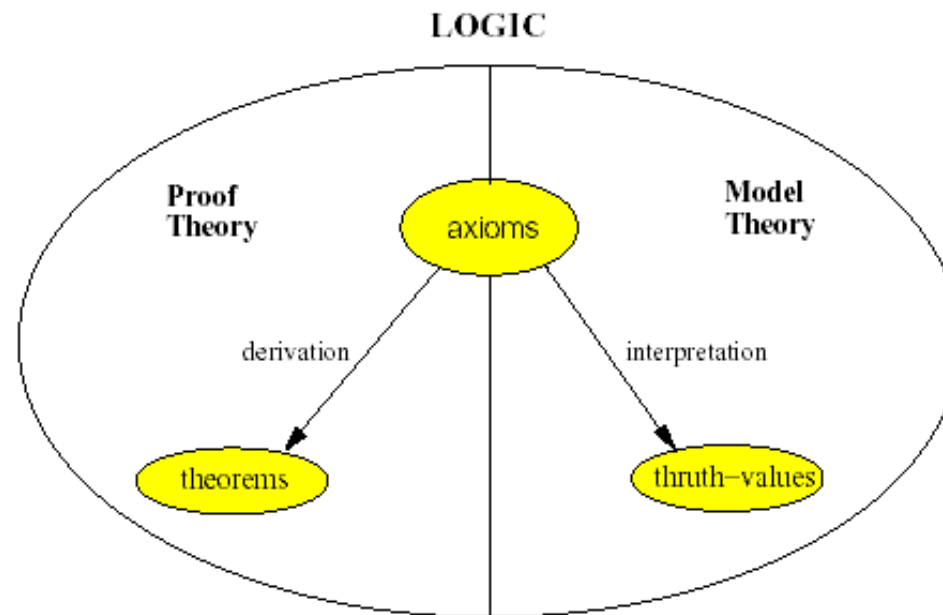 LOGIC
Proof
Theory
axioms
Model
Theory
derivation
interpretation
theorems
thruth-values